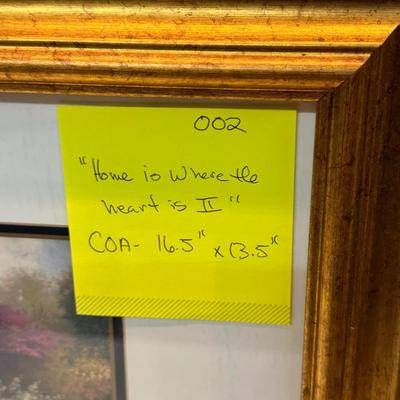 002
"Home is Where the
heart is II"
COA- 16.5" x 13.5"